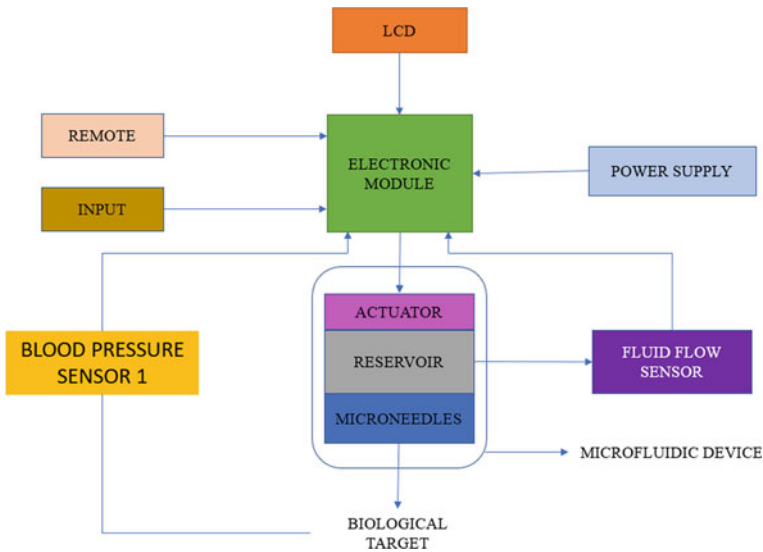 LCD
REMOTE
ELECTRONIC
MODULE
POWER SUPPLY
INPUT
ACTUATOR
BLOOD PRESSURE
SENSOR 1
RESERVOIR
FLUID FLOW
SENSOR
MICRONEEDLES
MICROFLUIDIC DEVICE
BIOLOGICAL
TARGET